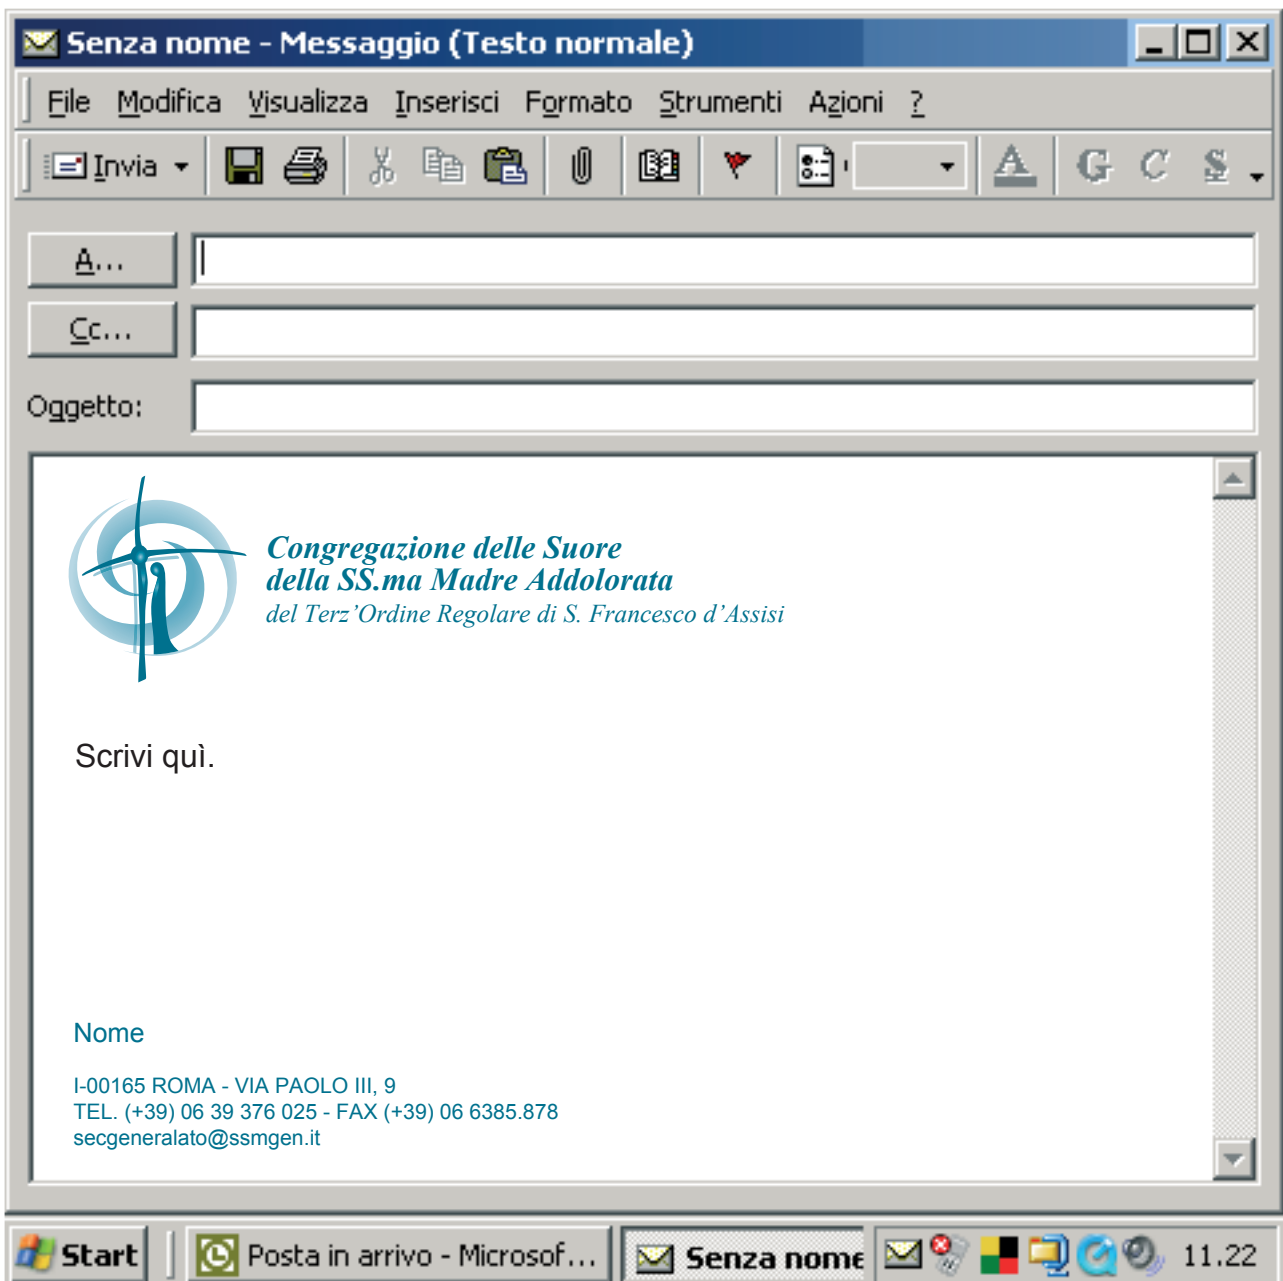 Senza nome - Messaggio (Testo normale)
File Modifica Visualizza Inserisci Formato Strumenti Azioni ?
Invia A G C S
A...
Cc...
Oggetto:
Congregazione delle Suore
della SS.ma Madre Addolorata
del Terz’Ordine Regolare di S. Francesco d’Assisi
Scrivi quì.
Nome
I-00165 ROMA - VIA PAOLO III, 9
TEL. (+39) 06 39 376 025 - FAX (+39) 06 6385.878
secgeneralato@ssmgen.it
Start Posta in arrivo - Microsof... Senza nome 11.22